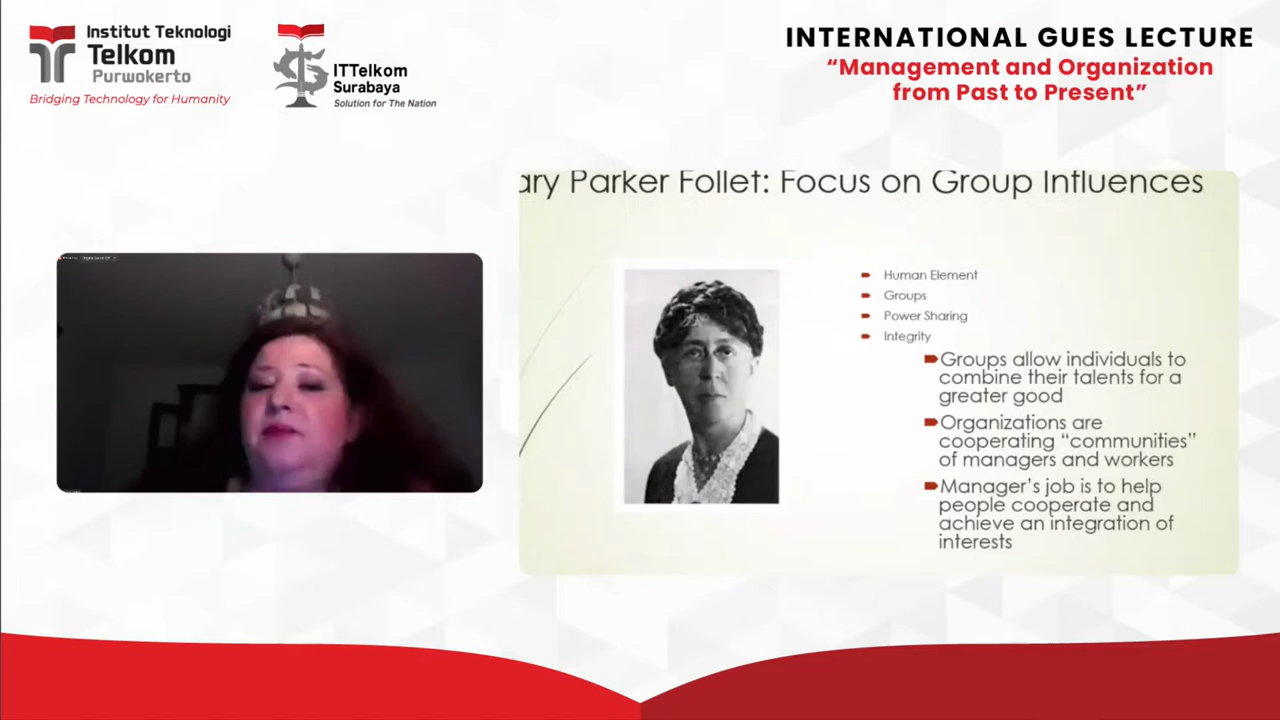 Institut Teknologi
Telkom
Purwokerto
Bridging Technology for Humanity
ITTelkom
Surabaya
Solution for The Nation
INTERNATIONAL GUES LECTURE
“Management and Organization
from Past to Present”
ary Parker Follet: Focus on Group Influences
Human Element
Groups
Power Sharing
Integrity
Groups allow individuals to
combine their talents for a
greater good
Organizations are
cooperating “communities”
of managers and workers
Manager’s job is to help
people cooperate and
achieve an integration of
interests